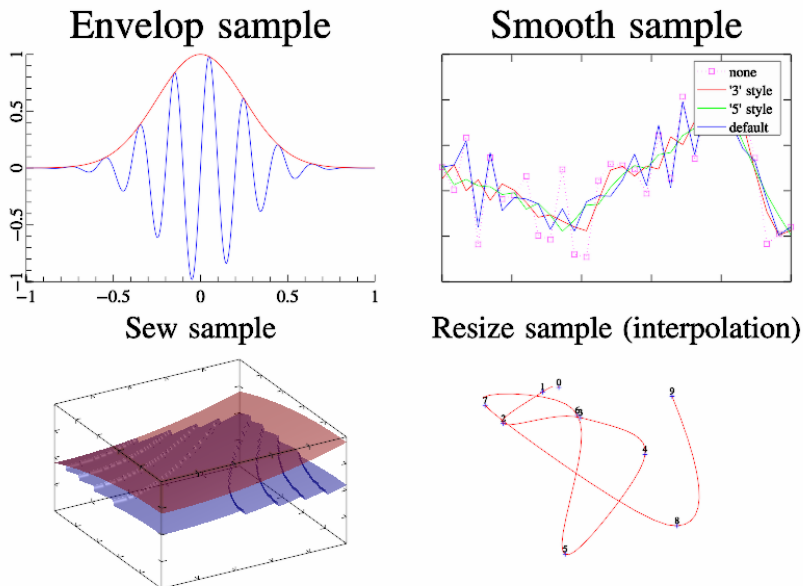 Envelop sample
Smooth sample
1
0.5
0
−0.5
−1
−1
−0.5
0
0.5
1
none
'3' style
'5' style
default
Sew sample
Resize sample (interpolation)
0
1
2
4
5
6
7
8
9